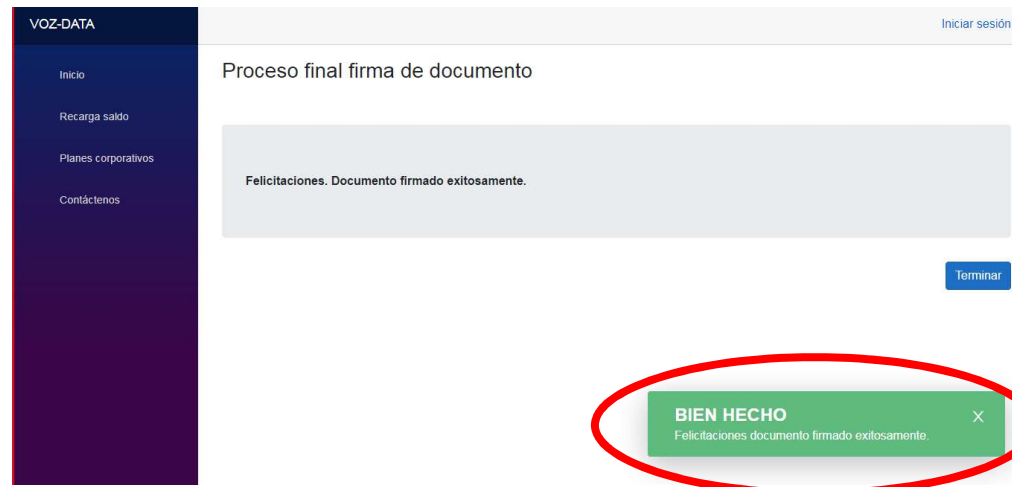 VOZ-DATA
Iniciar sesión
Inicio
Recarga saldo
Planes corporativos
Contáctenos
Proceso final firma de documento
Felicitaciones. Documento firmado exitosamente.
Terminar
BIEN HECHO
X
Felicitaciones documento firmado exitosamente.